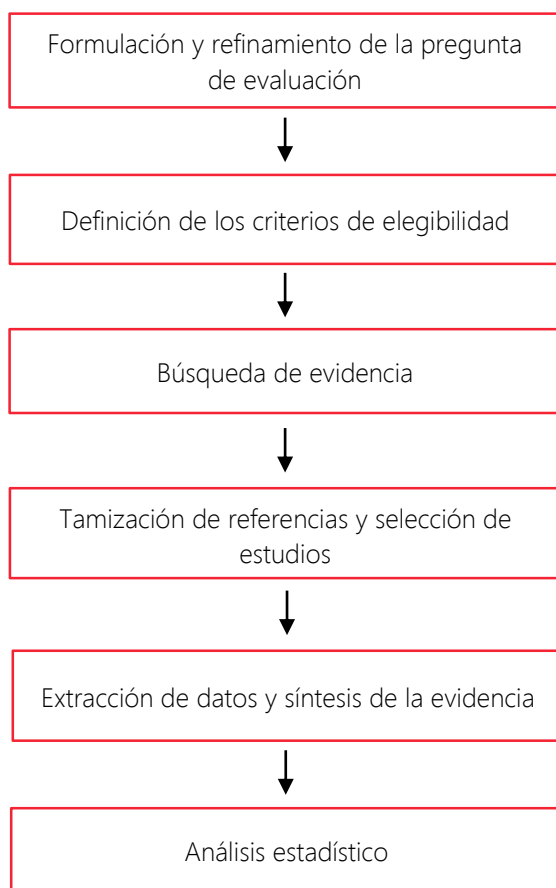 Formulación y refinamiento de la pregunta
de evaluación
Definición de los criterios de elegibilidad
Búsqueda de evidencia
Tamización de referencias y selección de
estudios
Extracción de datos y síntesis de la evidencia
Análisis estadístico